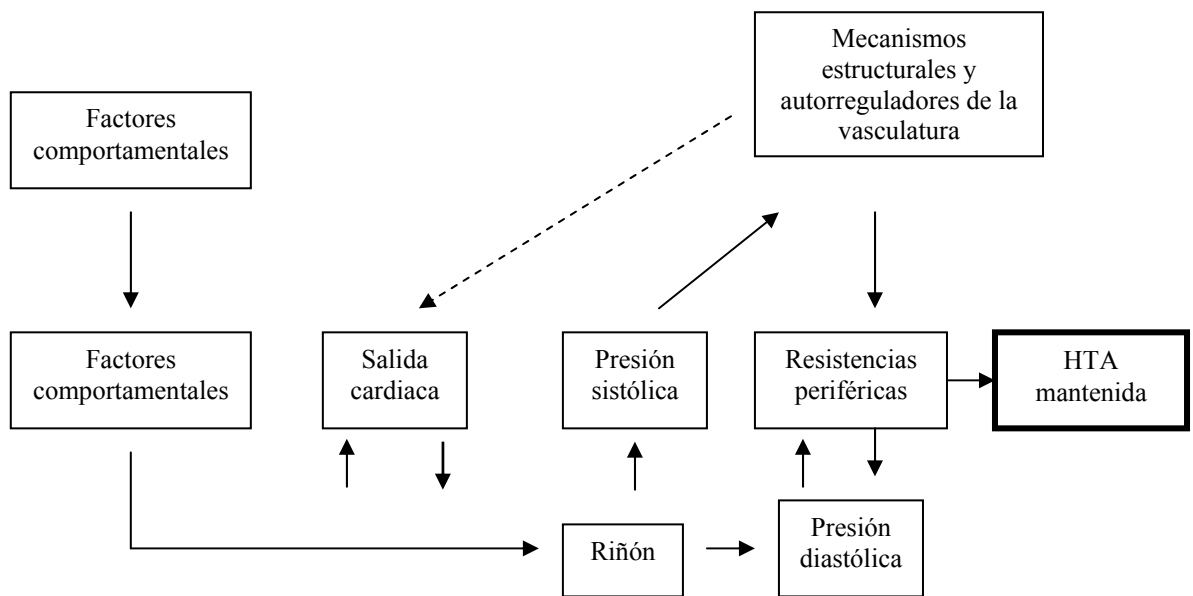 Mecanismos
estructurales y
autorreguladores de la
vasculatura
Factores
comportamentales
Factores
comportamentales
Salida
cardiaca
Presión
sistólica
Resistencias
periféricas
HTA
mantenida
Riñón
Presión
diastólica